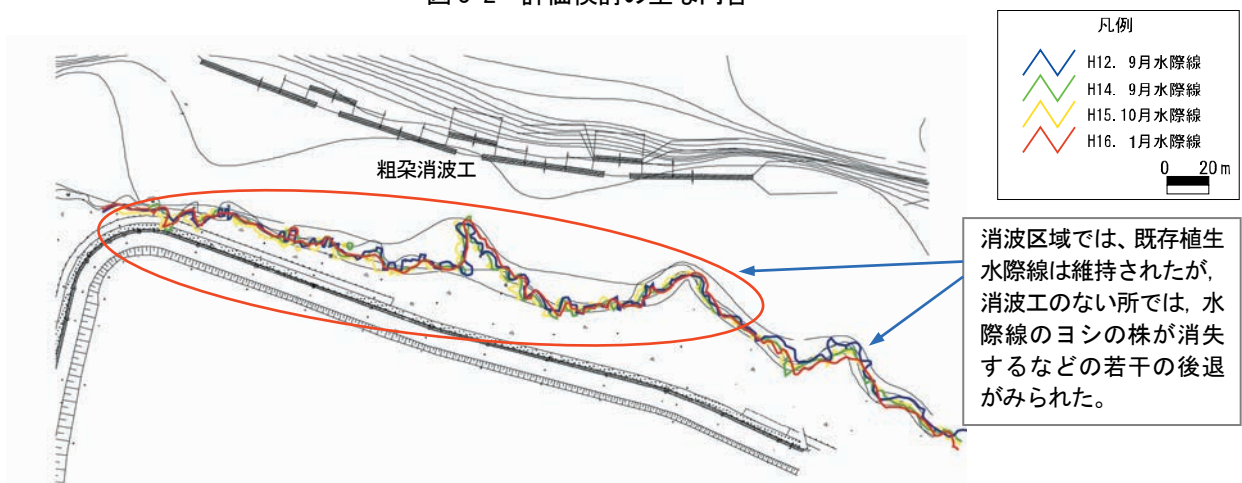 凡例
H12. 9月水際線
H14. 9月水際線
H15.10月水際線
H16. 1月水際線
0 20m
粗朶消波工
消波区域では、既存植生
水際線は維持されたが,
消波工のない所では, 水
際線のヨシの株が消失
するなどの若干の後退
がみられた。